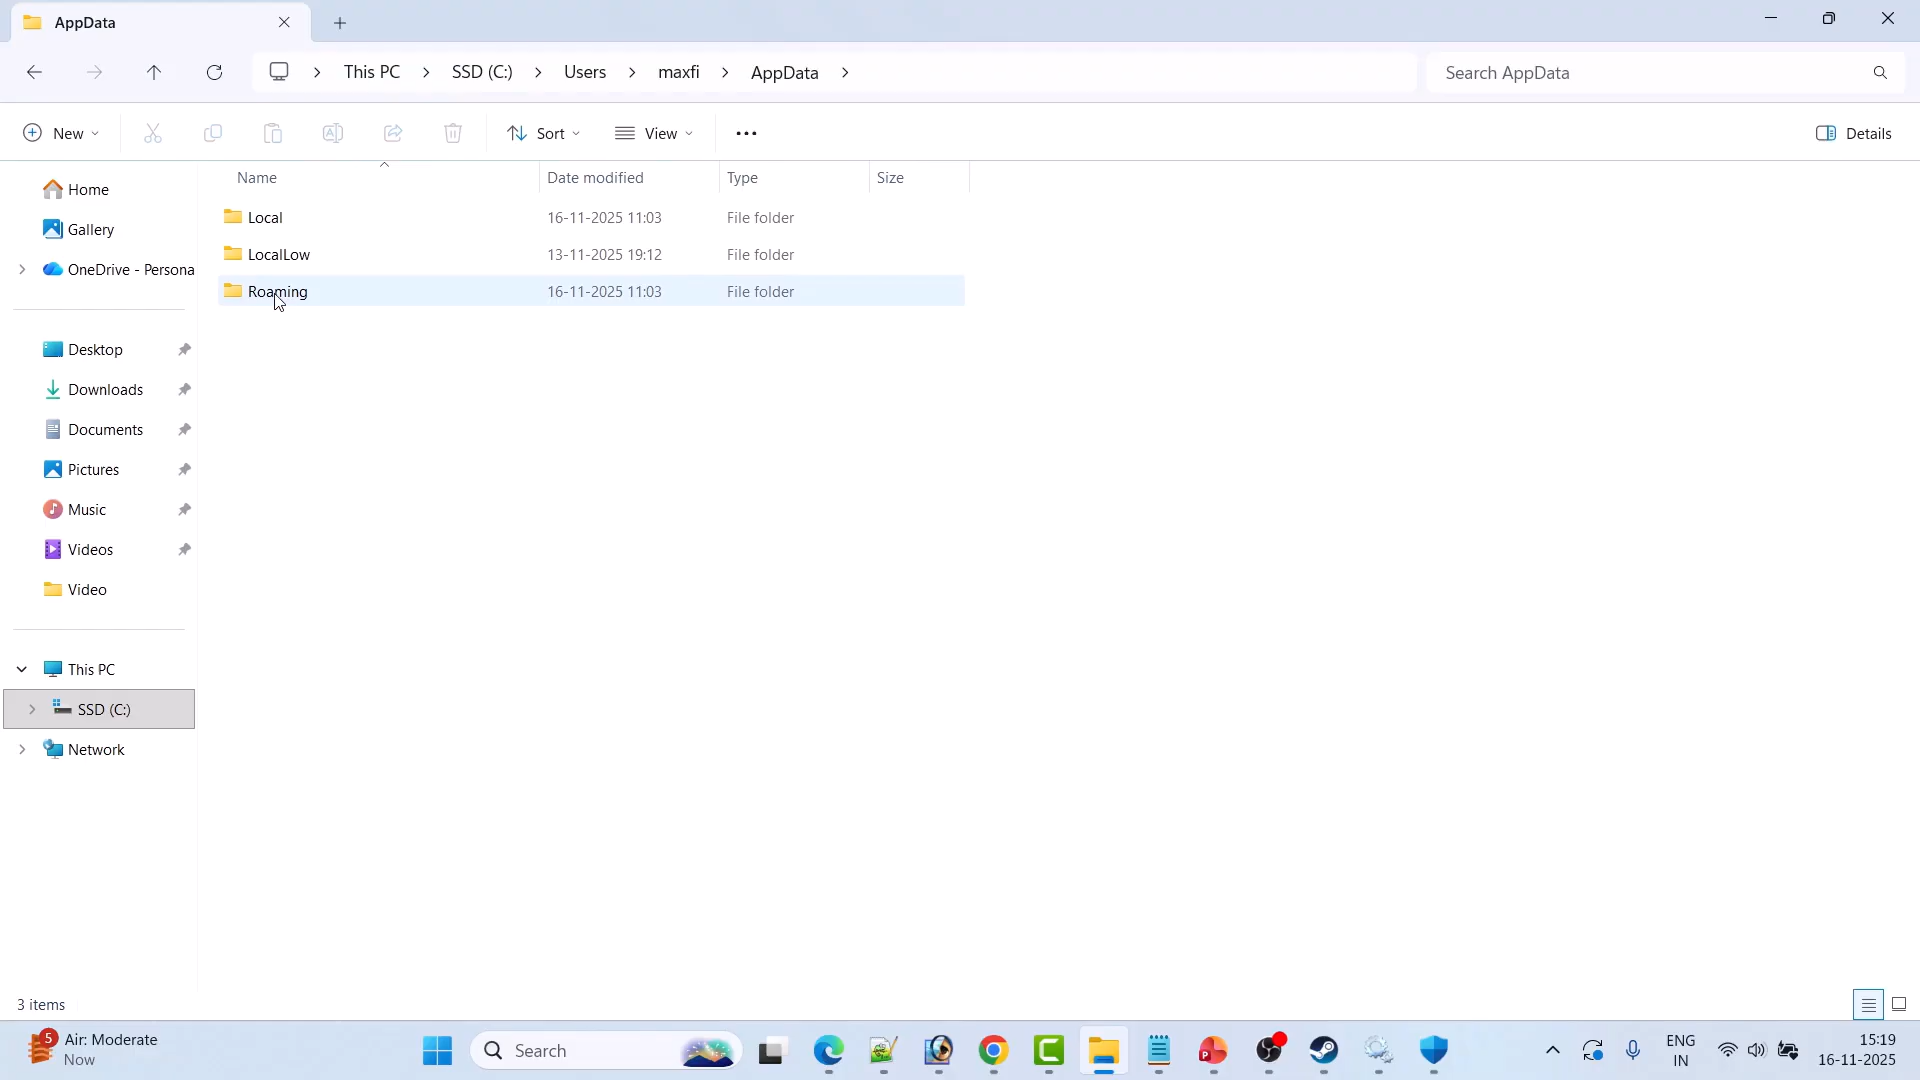 AppData
This PC SSD (C:) Users maxfi AppData
Search AppData
New
Sort
View
Details
Name Date modified Type Size
Local 16-11-2025 11:03 File folder
LocalLow 13-11-2025 19:12 File folder
Roaming 16-11-2025 11:03 File folder
Home
Gallery
OneDrive - Persona
Desktop
Downloads
Documents
Pictures
Music
Videos
Video
This PC
SSD (C:)
Network
3 items
5
Air: Moderate
Now
Search
ENG
IN
15:19
16-11-2025